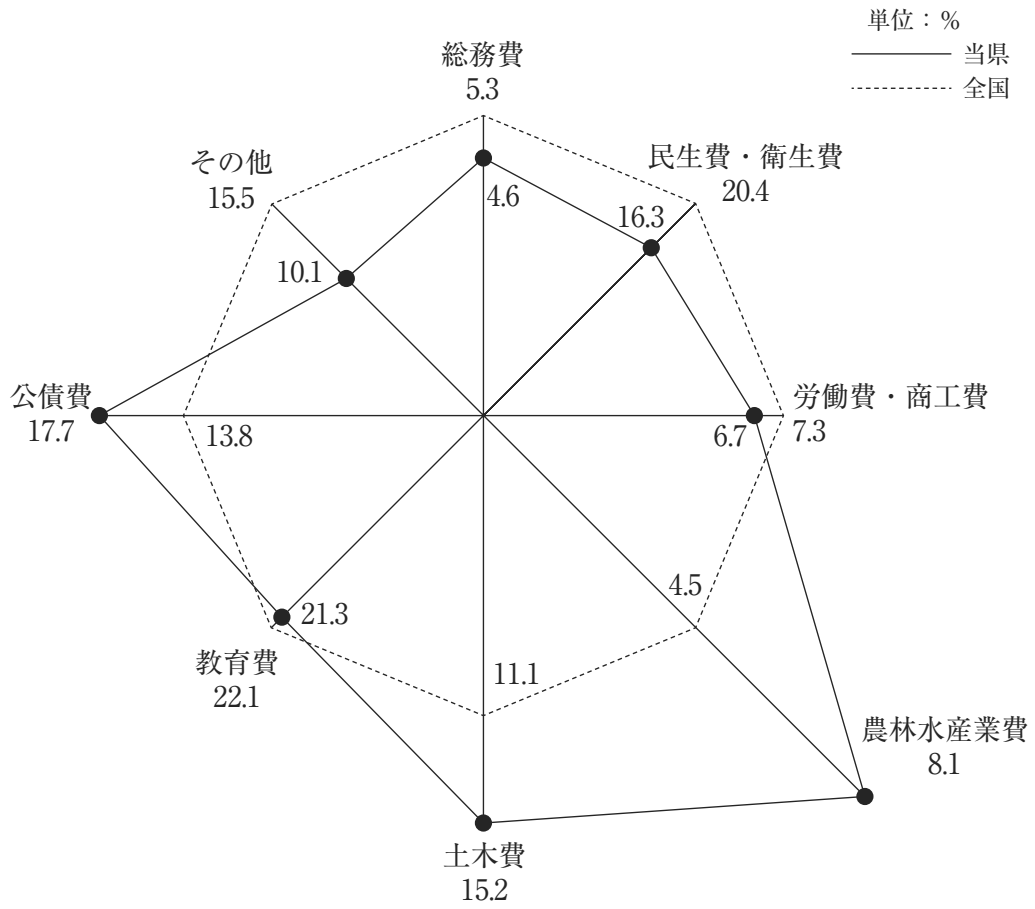 単位：％
当県
全国
総務費
5.3
4.6
民生費・衛生費
20.4
16.3
労働費・商工費
7.3
6.7
4.5
農林水産業費
8.1
11.1
土木費
15.2
21.3
教育費
22.1
公債費
17.7
13.8
その他
15.5
10.1